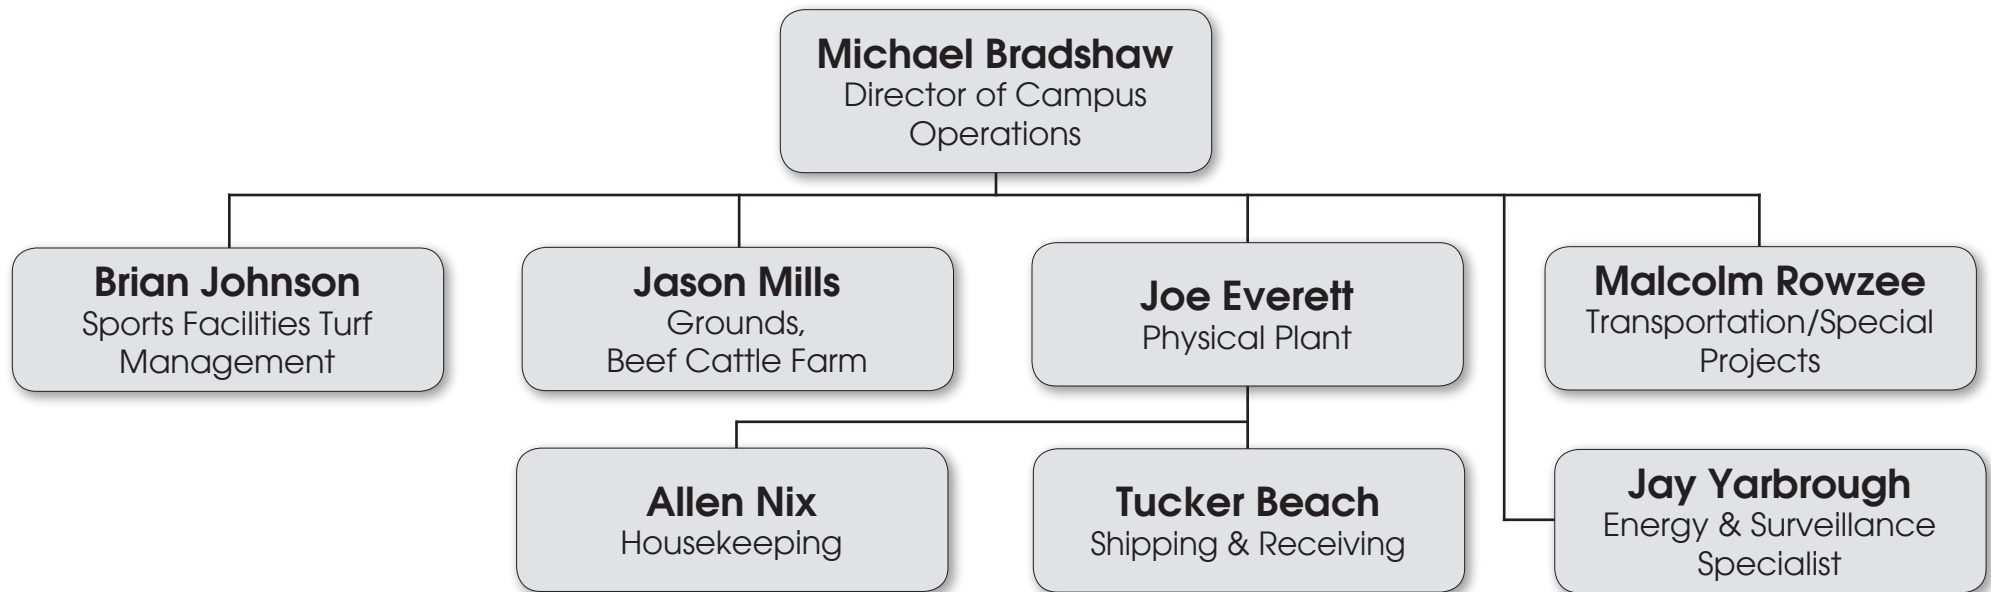 Michael Bradshaw
Director of Campus
Operations
Brian Johnson
Sports Facilities Turf
Management
Jason Mills
Grounds,
Beef Cattle Farm
Joe Everett
Physical Plant
Malcolm Rowzee
Transportation/Special
Projects
Allen Nix
Housekeeping
Tucker Beach
Shipping & Receiving
Jay Yarbrough
Energy & Surveillance
Specialist